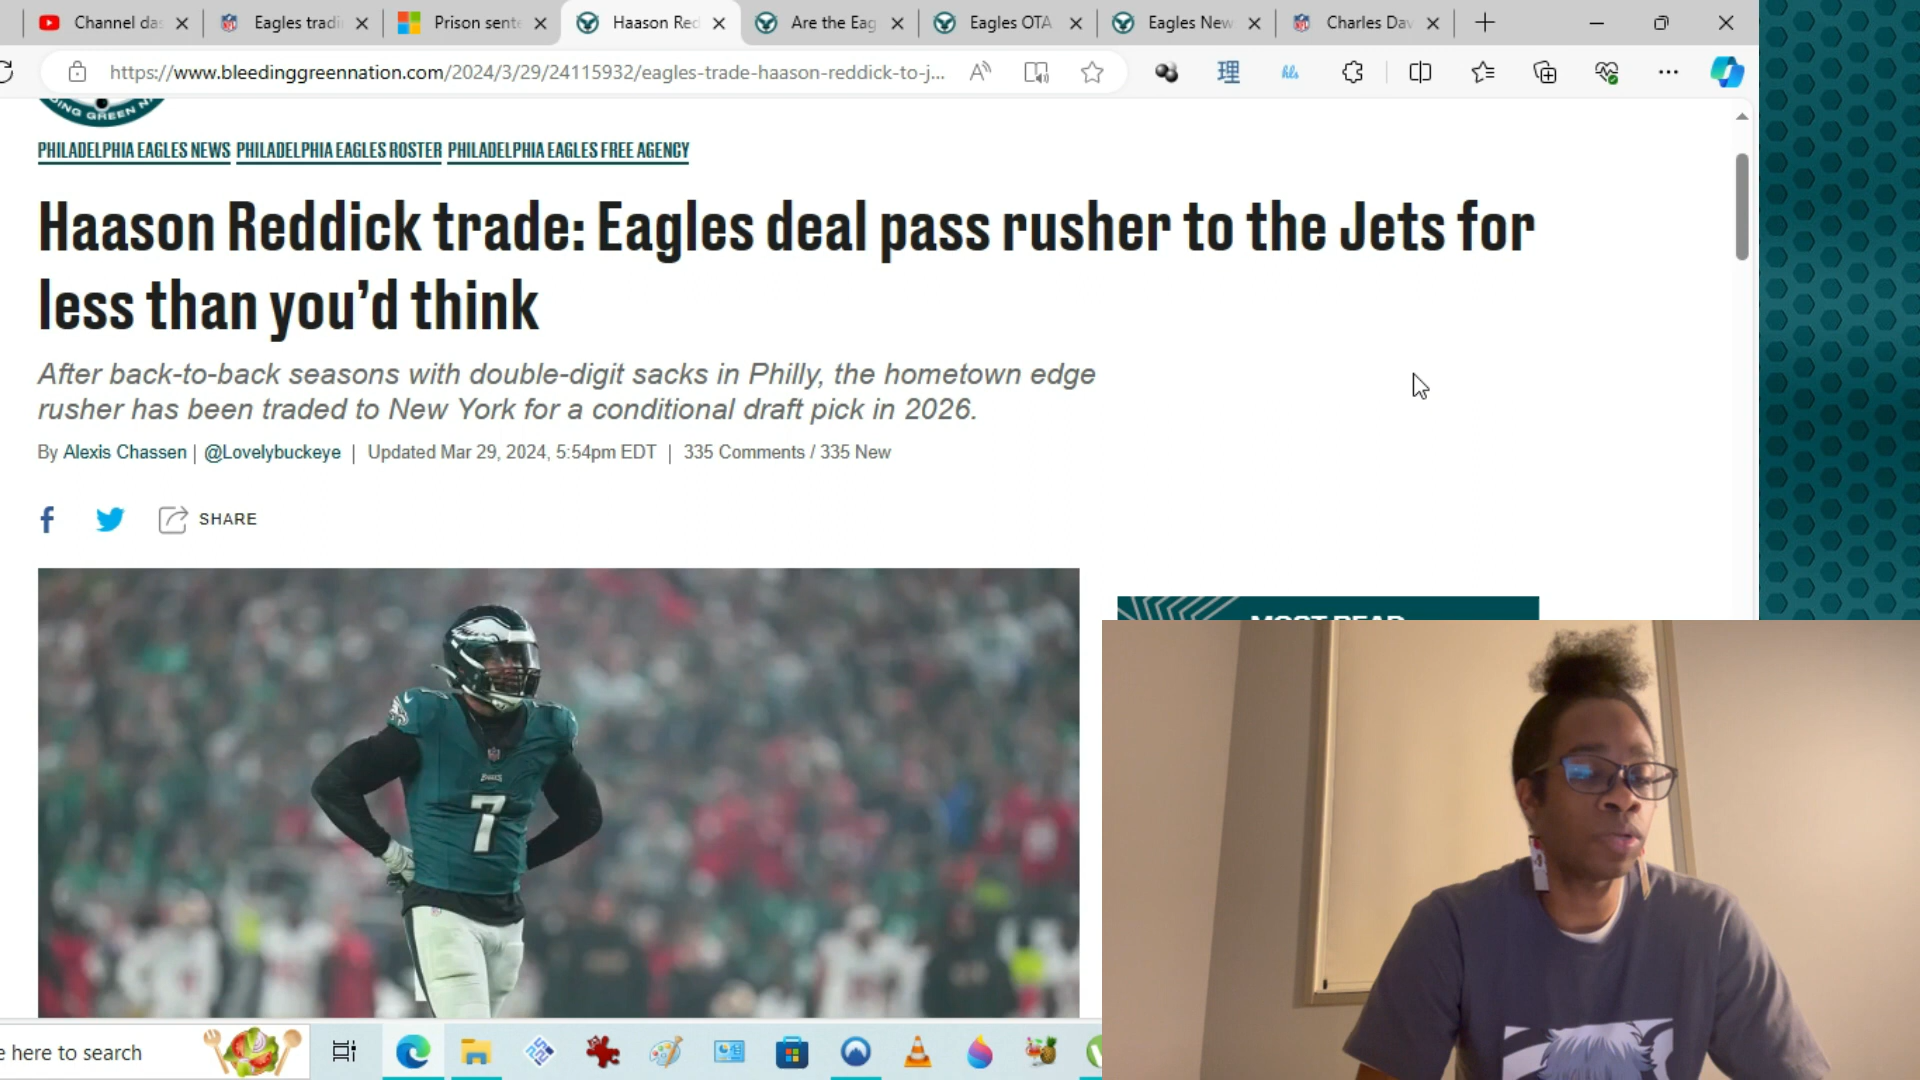 Channel da
Eagles tradi
Prison sent
Haason Red
Are the Eag
Eagles OTA
Eagles New
Charles Dav
https://www.bleedinggreennation.com/2024/3/29/24115932/eagles-trade-haason-reddick-to-j...
理
hls
PHILADELPHIA EAGLES NEWS PHILADELPHIA EAGLES ROSTER PHILADELPHIA EAGLES FREE AGENCY
Haason Reddick trade: Eagles deal pass rusher to the Jets for
less than you’d think
After back-to-back seasons with double-digit sacks in Philly, the hometown edge
rusher has been traded to New York for a conditional draft pick in 2026.
By Alexis Chassen | @Lovelybuckeye | Updated Mar 29, 2024, 5:54pm EDT | 335 Comments / 335 New
SHARE
MOST READ
EAGLES
7
e here to search